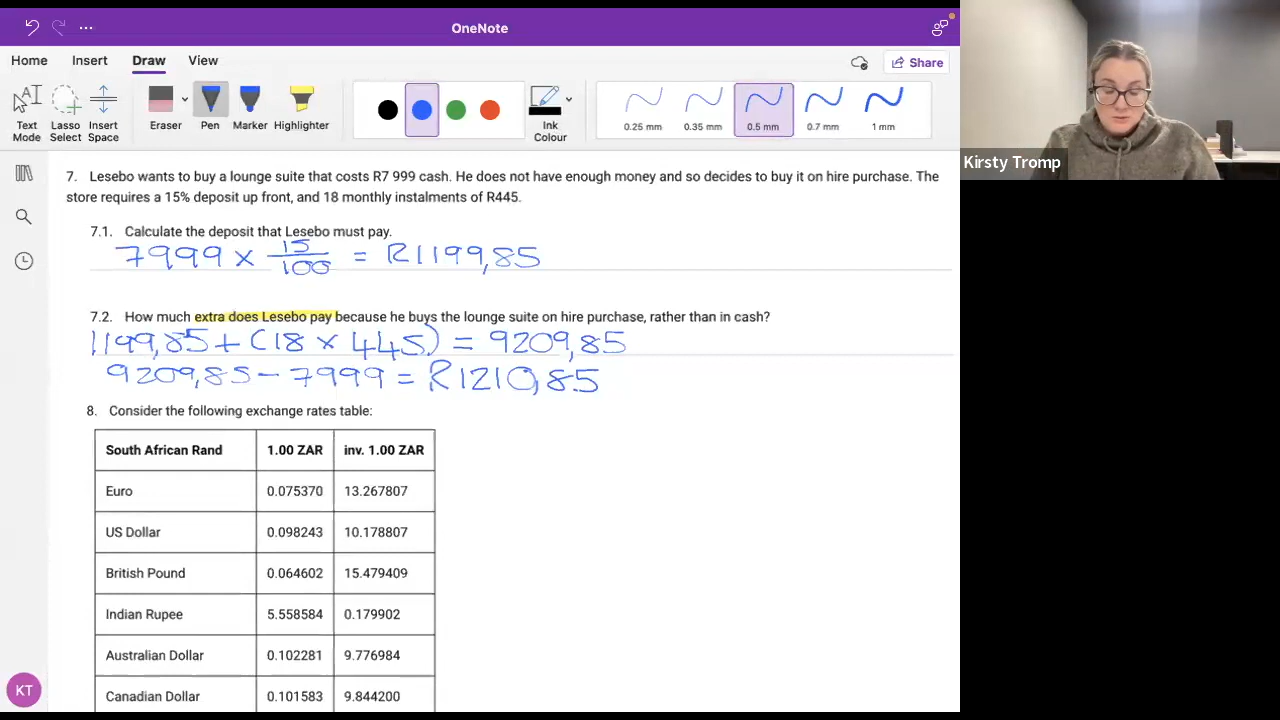 OneNote
Home Insert Draw View
Share
Text Mode
Lasso Select
Insert Space
Eraser
Pen
Marker
Highlighter
Ink Colour
0.25 mm
0.35 mm
0.5 mm
0.7 mm
1 mm
Kirsty Tromp
7. Lesebo wants to buy a lounge suite that costs R7 999 cash. He does not have enough money and so decides to buy it on hire purchase. The
store requires a 15% deposit up front, and 18 monthly instalments of R445.
7.1. Calculate the deposit that Lesebo must pay.
7999 × 15/100 = R1199,85
7.2. How much extra does Lesebo pay because he buys the lounge suite on hire purchase, rather than in cash?
1199,85 + (18 × 445) = 9209,85
9209,85 - 7999 = R1210,85
8. Consider the following exchange rates table:
South African Rand 1.00 ZAR inv. 1.00 ZAR
Euro 0.075370 13.267807
US Dollar 0.098243 10.178807
British Pound 0.064602 15.479409
Indian Rupee 5.558584 0.179902
Australian Dollar 0.102281 9.776984
Canadian Dollar 0.101583 9.844200
KT